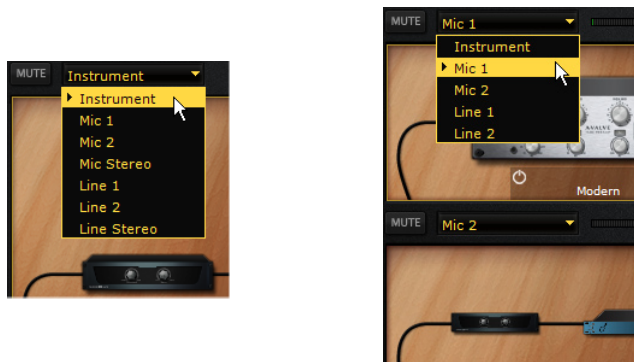 MUTE Instrument
Instrument
Mic 1
Mic 2
Mic Stereo
Line 1
Line 2
Line Stereo
MUTE Mic 1
Instrument
Mic 1
Mic 2
Line 1
Line 2
Modern
MUTE Mic 2